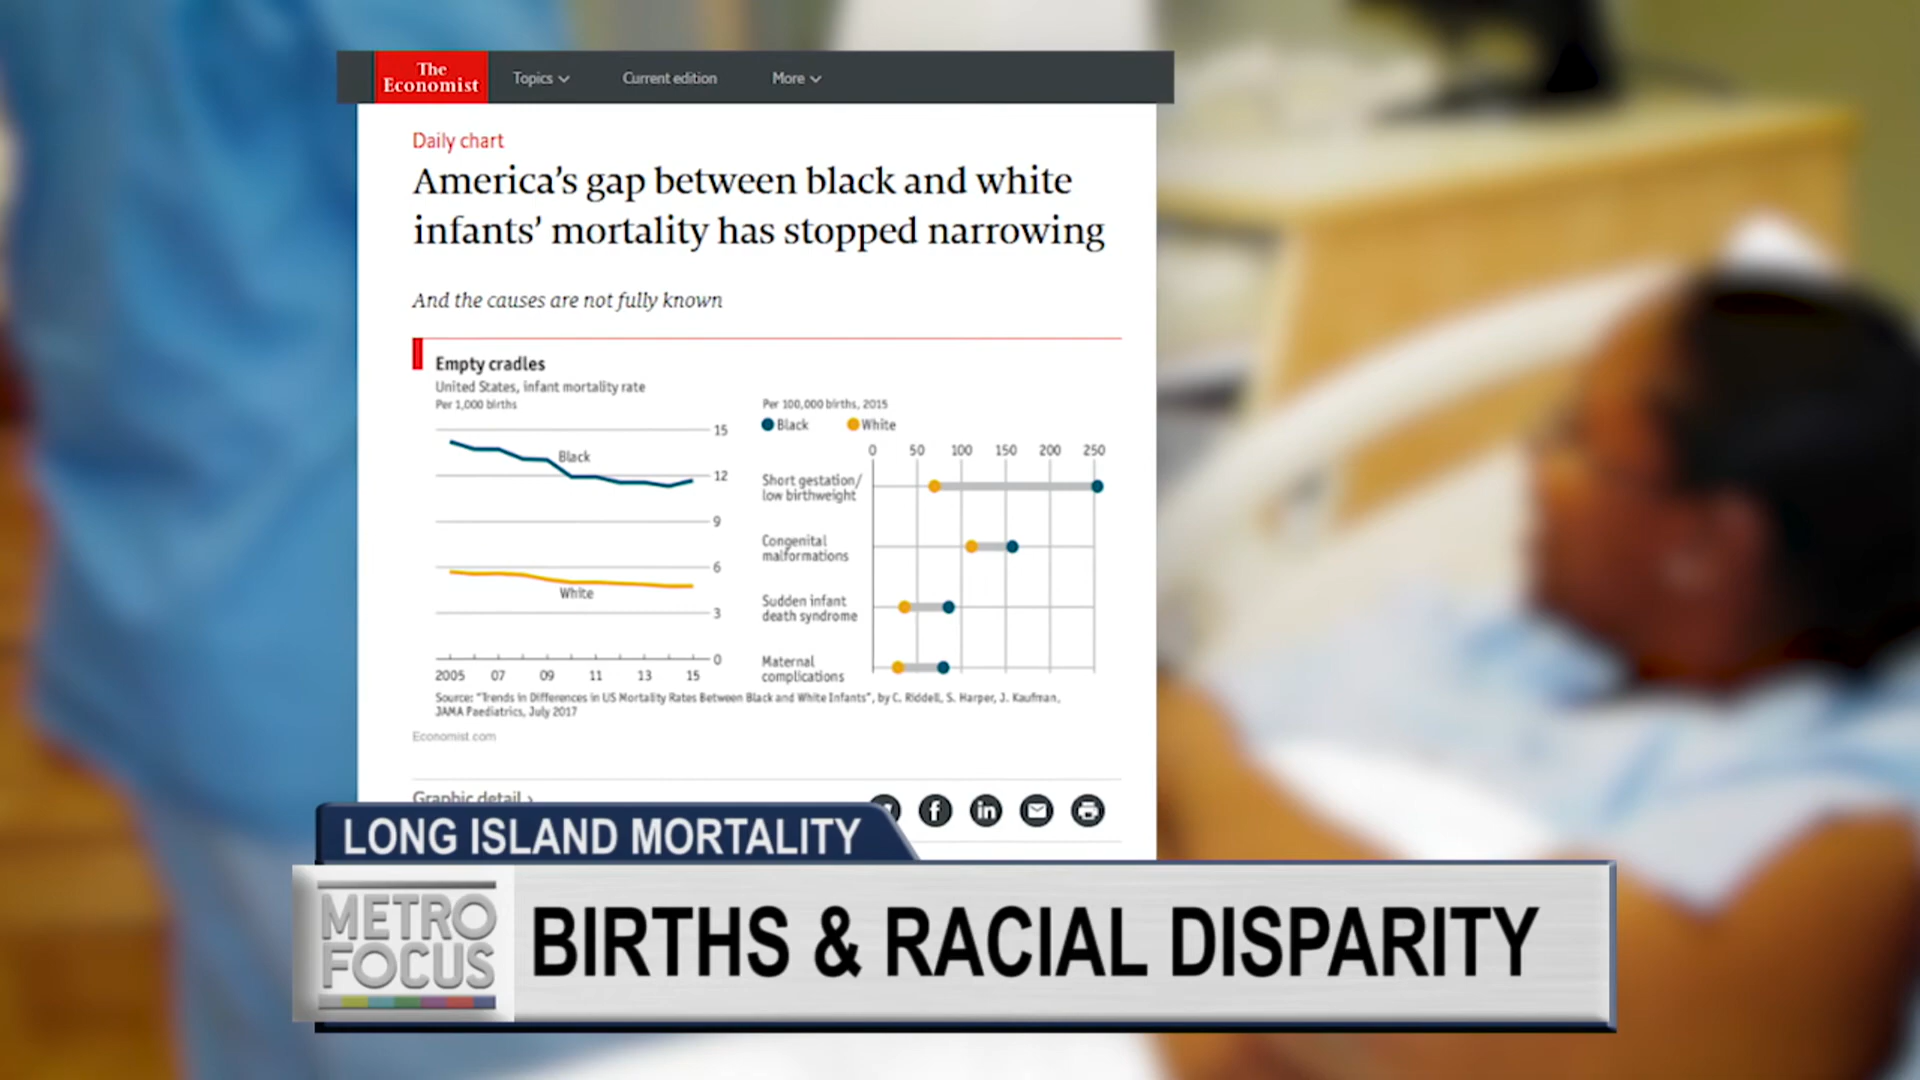 The
Economist
Topics
Current edition
More
Daily chart
America's gap between black and white
infants' mortality has stopped narrowing
And the causes are not fully known
Empty cradles
United States, infant mortality rate
Per 1,000 births
15
Black
12
9
6
White
3
0
2005 07 09 11 13 15
Per 100,000 births, 2015
Black White
0 50 100 150 200 250
Short gestation/
low birthweight
Congenital
malformations
Sudden infant
death syndrome
Maternal
complications
Source: "Trends in Differences in US Mortality Rates Between Black and White Infants", by C. Riddell, S. Harper, J. Kaufman,
JAMA Paediatrics, July 2017
Economist.com
Graphic detail ›
f
in
LONG ISLAND MORTALITY
METRO
FOCUS
BIRTHS & RACIAL DISPARITY